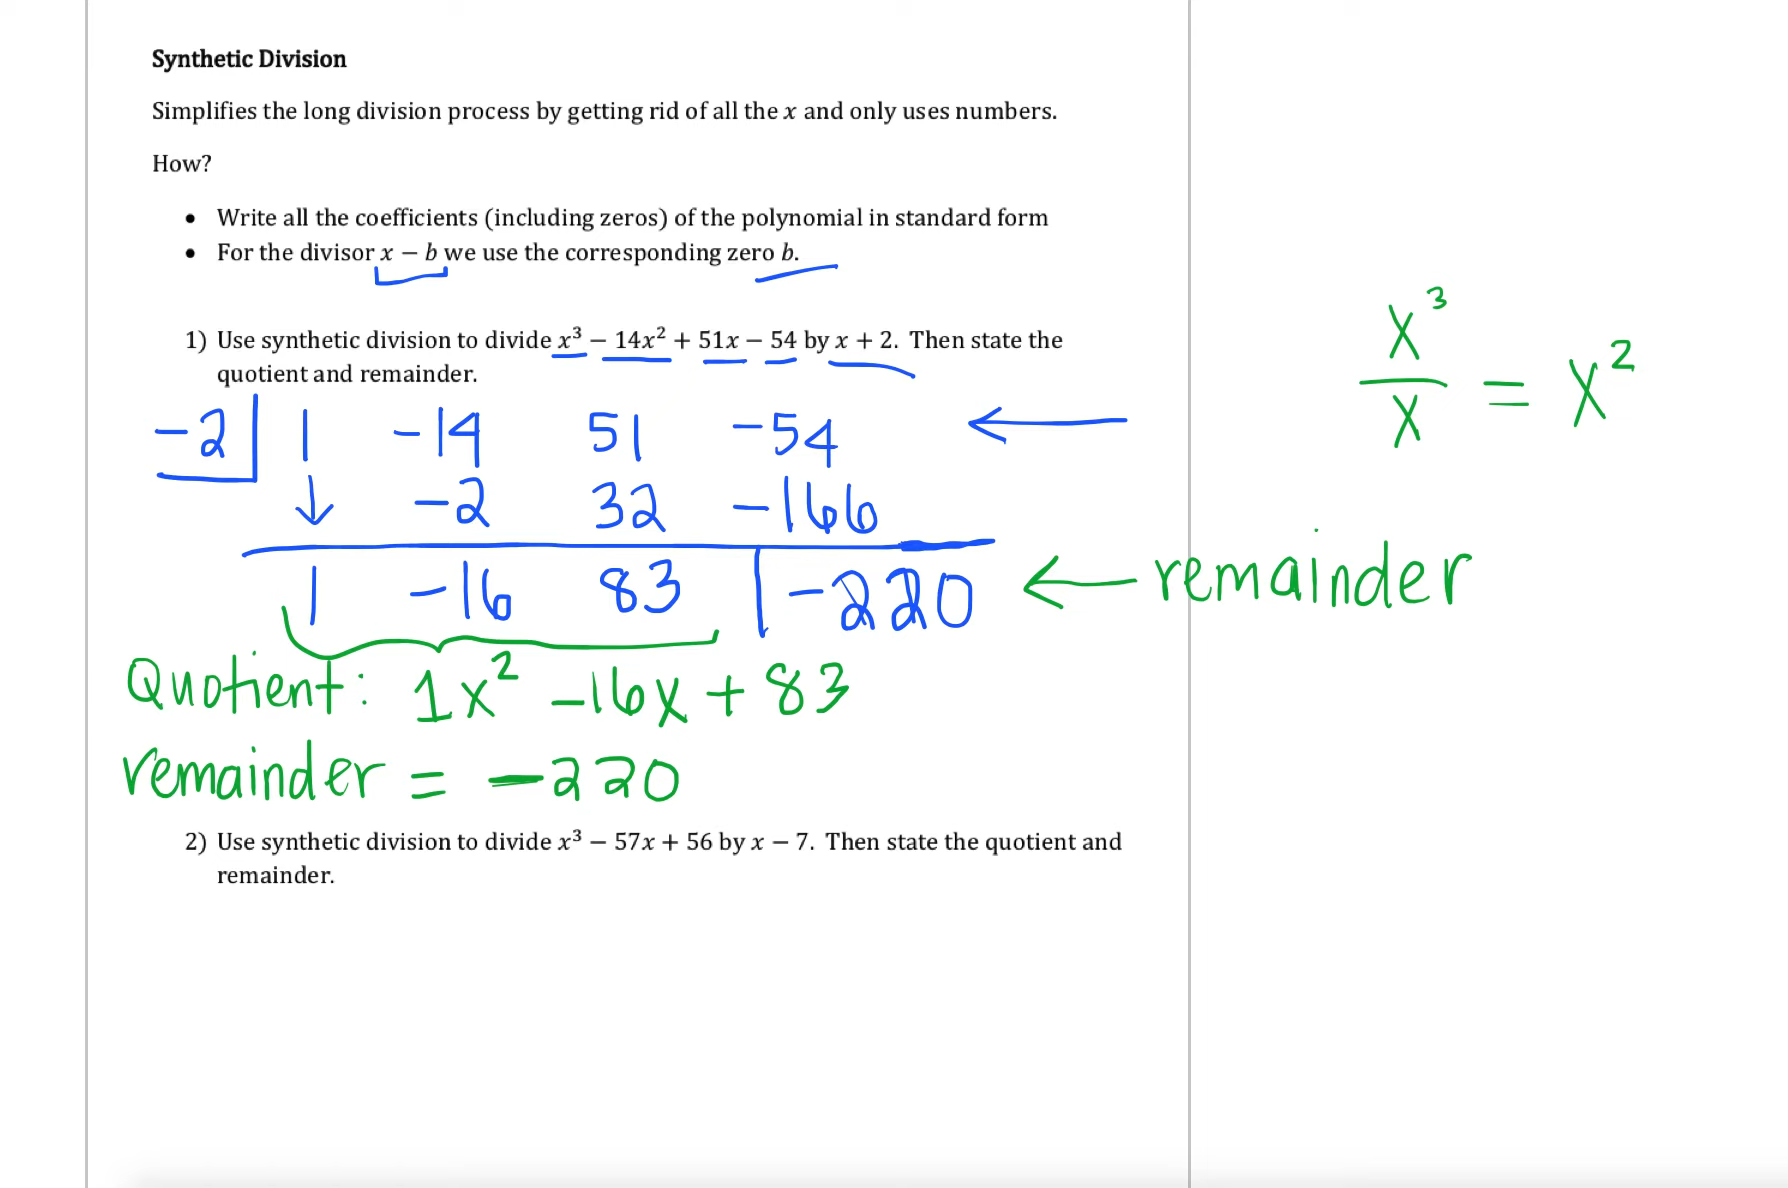 Synthetic Division
Simplifies the long division process by getting rid of all the x and only uses numbers.
How?
• Write all the coefficients (including zeros) of the polynomial in standard form
• For the divisor x − b we use the corresponding zero b.
1) Use synthetic division to divide x³ − 14x² + 51x − 54 by x + 2. Then state the
quotient and remainder.
x³/x = x²
-2| 1 -14 51 -54 ←
↓ -2 32 -166
1 -16 83 |-220 ← remainder
Quotient: 1x² -16x + 83
remainder = -220
2) Use synthetic division to divide x³ − 57x + 56 by x − 7. Then state the quotient and
remainder.